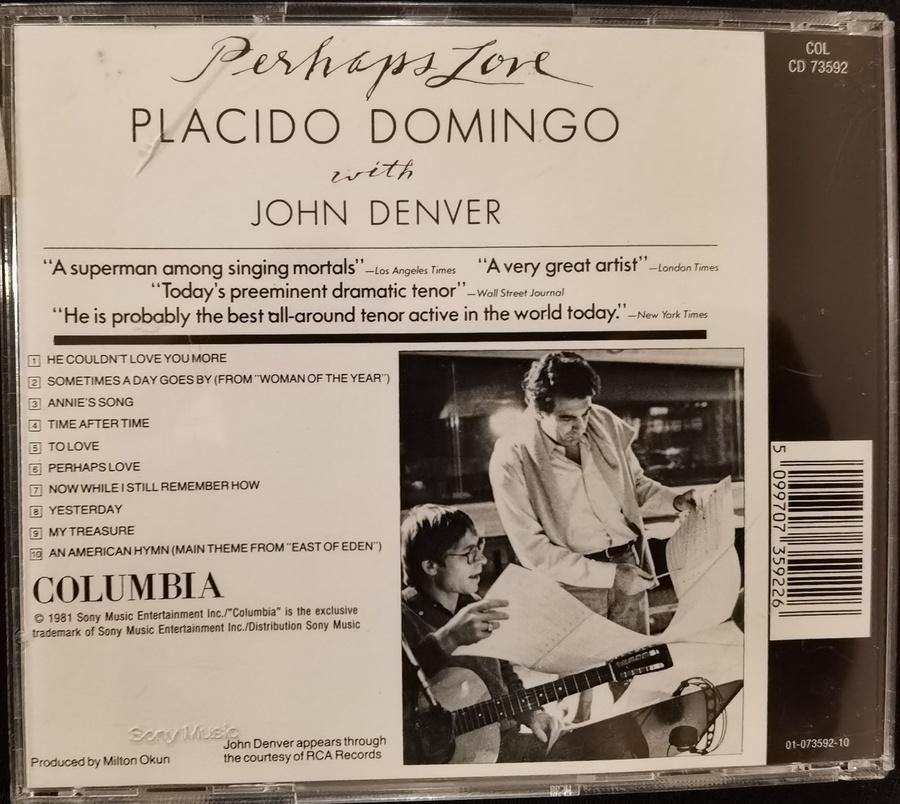 Perhaps Love
COL
CD 73592
PLACIDO DOMINGO
with
JOHN DENVER
"A superman among singing mortals"—Los Angeles Times "A very great artist"—London Times
"Today's preeminent dramatic tenor"—Wall Street Journal
"He is probably the best all-around tenor active in the world today."—New York Times
1 HE COULDN'T LOVE YOU MORE
2 SOMETIMES A DAY GOES BY (FROM "WOMAN OF THE YEAR")
3 ANNIE'S SONG
4 TIME AFTER TIME
5 TO LOVE
6 PERHAPS LOVE
7 NOW WHILE I STILL REMEMBER HOW
8 YESTERDAY
9 MY TREASURE
10 AN AMERICAN HYMN (MAIN THEME FROM "EAST OF EDEN")
COLUMBIA
© 1981 Sony Music Entertainment Inc./"Columbia" is the exclusive
trademark of Sony Music Entertainment Inc./Distribution Sony Music
5 099707 359226
Sony Music
John Denver appears through
the courtesy of RCA Records
Produced by Milton Okun
01-073592-10